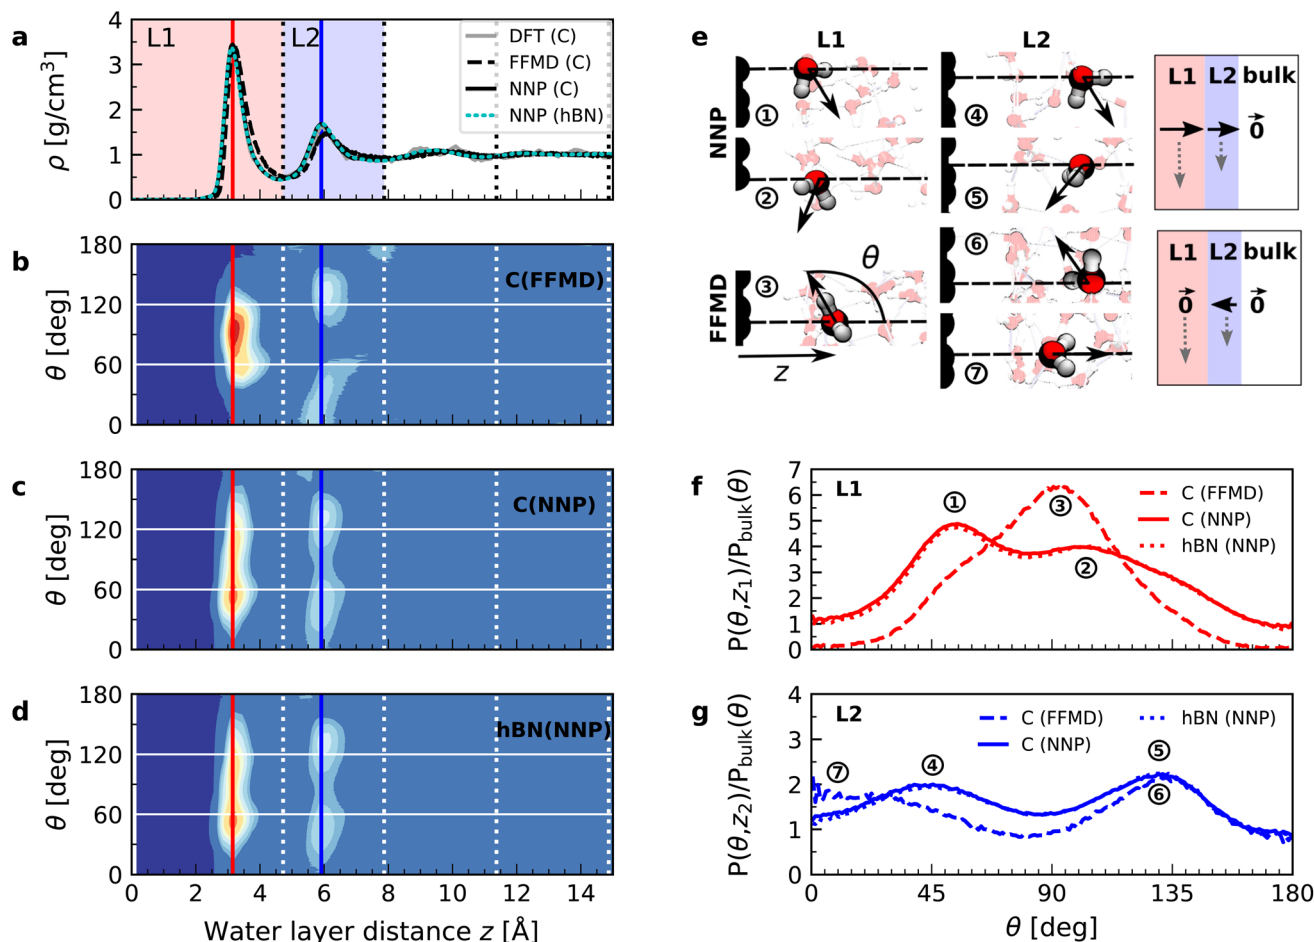 a
L1
L2
DFT (C)
FFMD (C)
NNP (C)
NNP (hBN)
4
3
2
1
0
ρ [g/cm³]
b
C(FFMD)
180
120
60
0
θ [deg]
c
C(NNP)
180
120
60
0
θ [deg]
d
hBN(NNP)
180
120
60
0
θ [deg]
0 2 4 6 8 10 12 14
Water layer distance z [Å]
e
L1
L2
NNP
①
④
②
⑤
FFMD
③
θ
⑥
⑦
z
L1 L2 bulk
0⃗
L1 L2 bulk
0⃗ 0⃗
f
L1
C (FFMD)
C (NNP)
hBN (NNP)
①
③
②
7
6
5
4
3
2
1
0
P(θ,z₁)/P_bulk(θ)
g
L2
C (FFMD)
C (NNP)
hBN (NNP)
⑦
④
⑤
⑥
4
3
2
1
0
P(θ,z₂)/P_bulk(θ)
0 45 90 135 180
θ [deg]